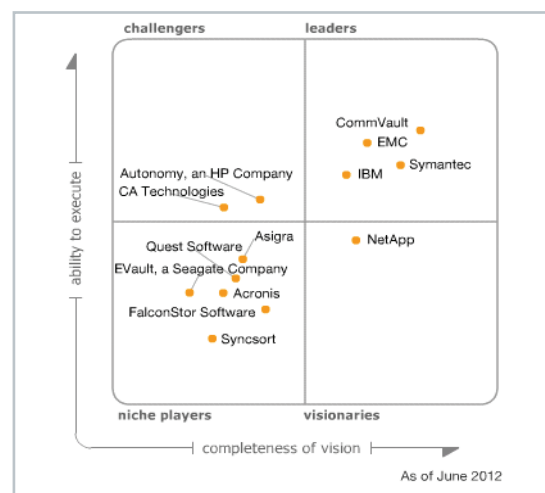 challengers
leaders
CommVault
EMC
Symantec
IBM
Autonomy, an HP Company
CA Technologies
ability to execute
Asigra
NetApp
Quest Software
EVault, a Seagate Company
Acronis
FalconStor Software
Syncsort
niche players
visionaries
completeness of vision
As of June 2012